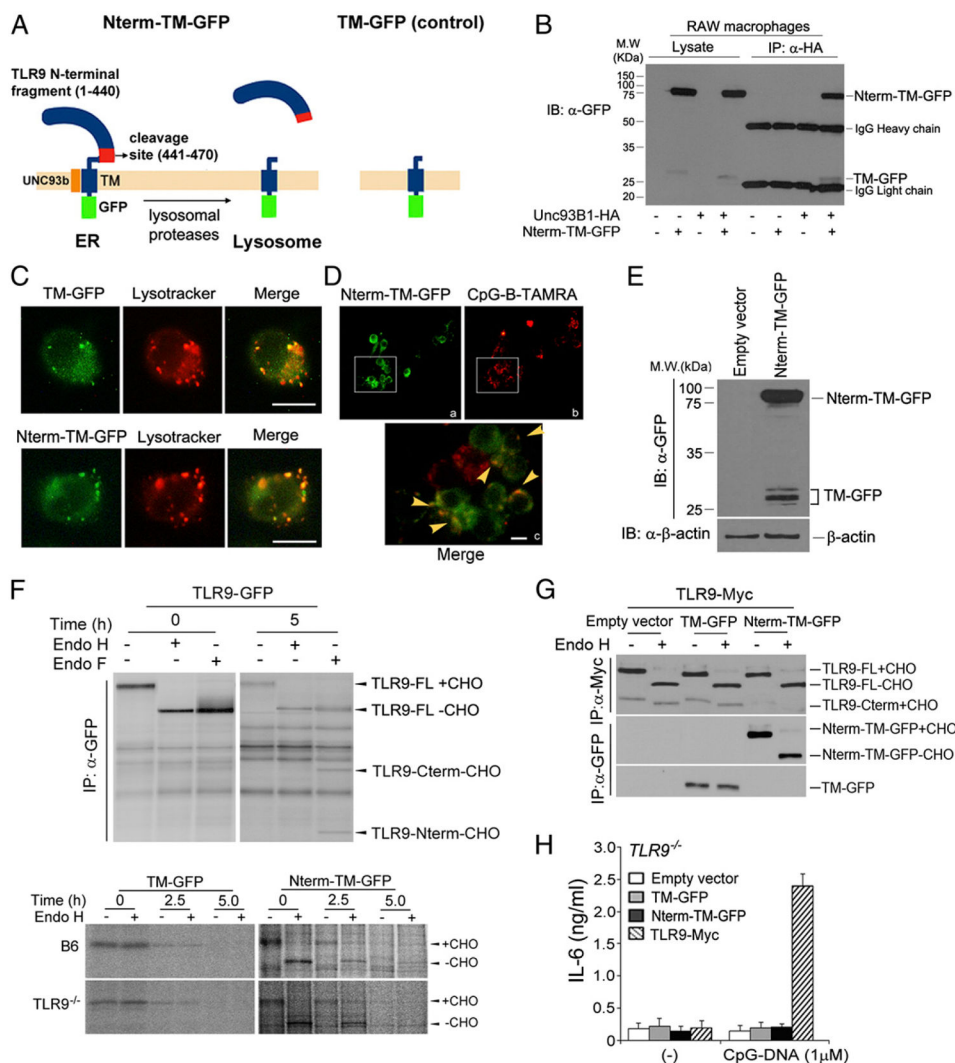 A
Nterm-TM-GFP
TM-GFP (control)
TLR9 N-terminal
fragment (1-440)
cleavage
site (441-470)
UNC93b
TM
GFP
lysosomal
proteases
ER
Lysosome
B
RAW macrophages
M.W
(KDa)
Lysate
IP: α-HA
150
100
75
50
37
25
20
IB: α-GFP
Nterm-TM-GFP
IgG Heavy chain
TM-GFP
IgG Light chain
Unc93B1-HA - - + + - - + +
Nterm-TM-GFP - + - + - + - +
C
TM-GFP
Lysotracker
Merge
Nterm-TM-GFP
Lysotracker
Merge
D
Nterm-TM-GFP
CpG-B-TAMRA
a
b
c
Merge
E
Empty vector
Nterm-TM-GFP
M.W.(kDa)
100
75
35
25
IB: α-GFP
Nterm-TM-GFP
TM-GFP
IB: α-β-actin
β-actin
F
TLR9-GFP
Time (h) 0 5
Endo H - + - +
Endo F + +
IP: α-GFP
TLR9-FL +CHO
TLR9-FL -CHO
TLR9-Cterm-CHO
TLR9-Nterm-CHO
TM-GFP
Nterm-TM-GFP
Time (h) 0 2.5 5.0 0 2.5 5.0
Endo H - + - + - + - + - + - +
B6
+CHO
-CHO
TLR9-/-
+CHO
-CHO
G
TLR9-Myc
Empty vector
TM-GFP
Nterm-TM-GFP
Endo H - + - + - +
IP:α-Myc
TLR9-FL+CHO
TLR9-FL-CHO
TLR9-Cterm+CHO
IP:α-GFP
Nterm-TM-GFP+CHO
Nterm-TM-GFP-CHO
TM-GFP
H
TLR9-/-
Empty vector
TM-GFP
Nterm-TM-GFP
TLR9-Myc
IL-6 (ng/ml)
3.0
2.5
2.0
1.5
1.0
0.5
0
(-)
CpG-DNA (1μM)